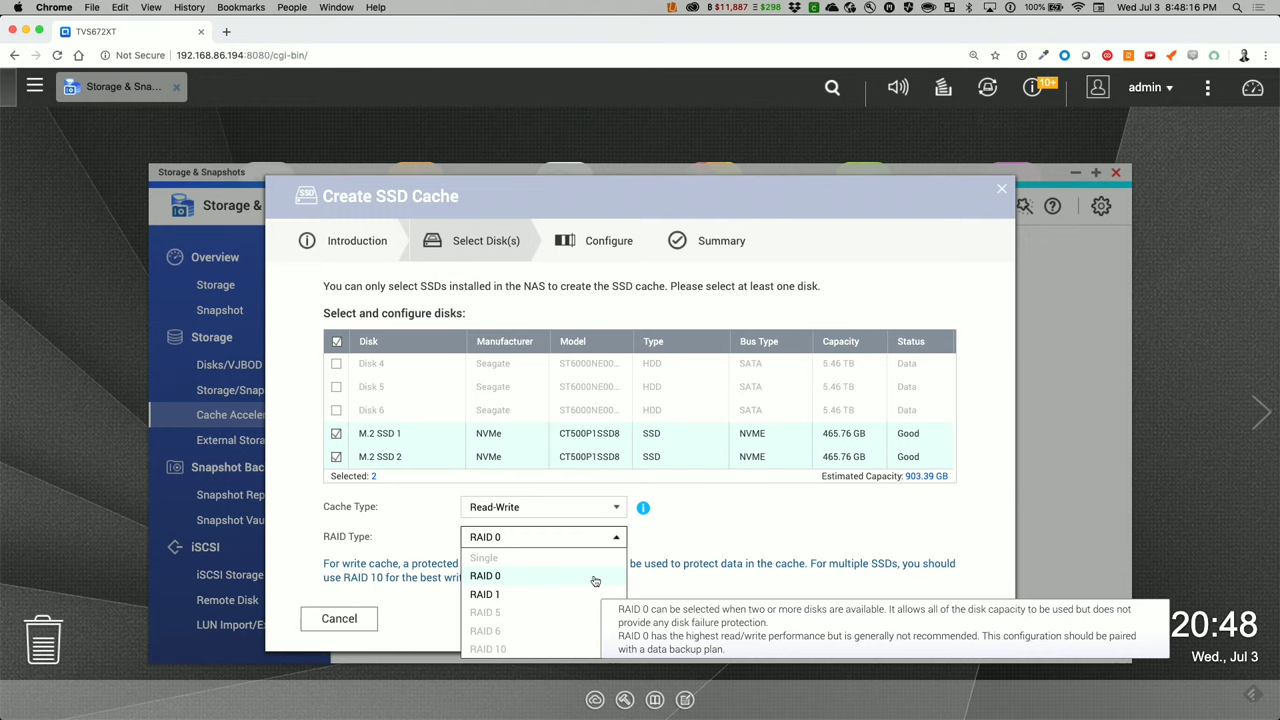 Chrome File Edit View History Bookmarks People Window Help
฿ $11,887 Ξ $298 100% Wed Jul 3 8:48:16 PM
TVS672XT
Not Secure 192.168.86.194:8080/cgi-bin/
Storage & Sna...
10+
admin
Storage & Snapshots
Storage &
Overview
Storage
Snapshot
Storage
Disks/VJBOD
Storage/Snap
Cache Acceler
External Stora
Snapshot Bac
Snapshot Rep
Snapshot Vau
iSCSI
iSCSI Storage
Remote Disk
LUN Import/E
SSD
Create SSD Cache
Introduction Select Disk(s) Configure Summary
You can only select SSDs installed in the NAS to create the SSD cache. Please select at least one disk.
Select and configure disks:
Disk Manufacturer Model Type Bus Type Capacity Status
Disk 4 Seagate ST6000NE00... HDD SATA 5.46 TB Data
Disk 5 Seagate ST6000NE00... HDD SATA 5.46 TB Data
Disk 6 Seagate ST6000NE00... HDD SATA 5.46 TB Data
M.2 SSD 1 NVMe CT500P1SSD8 SSD NVME 465.76 GB Good
M.2 SSD 2 NVMe CT500P1SSD8 SSD NVME 465.76 GB Good
Selected: 2 Estimated Capacity: 903.39 GB
Cache Type: Read-Write
RAID Type: RAID 0
For write cache, a protected be used to protect data in the cache. For multiple SSDs, you should
use RAID 10 for the best wri
Single
RAID 0
RAID 1
RAID 5
RAID 6
RAID 10
RAID 0 can be selected when two or more disks are available. It allows all of the disk capacity to be used but does not
provide any disk failure protection.
RAID 0 has the highest read/write performance but is generally not recommended. This configuration should be paired
with a data backup plan.
Cancel
20:48
Wed., Jul 3